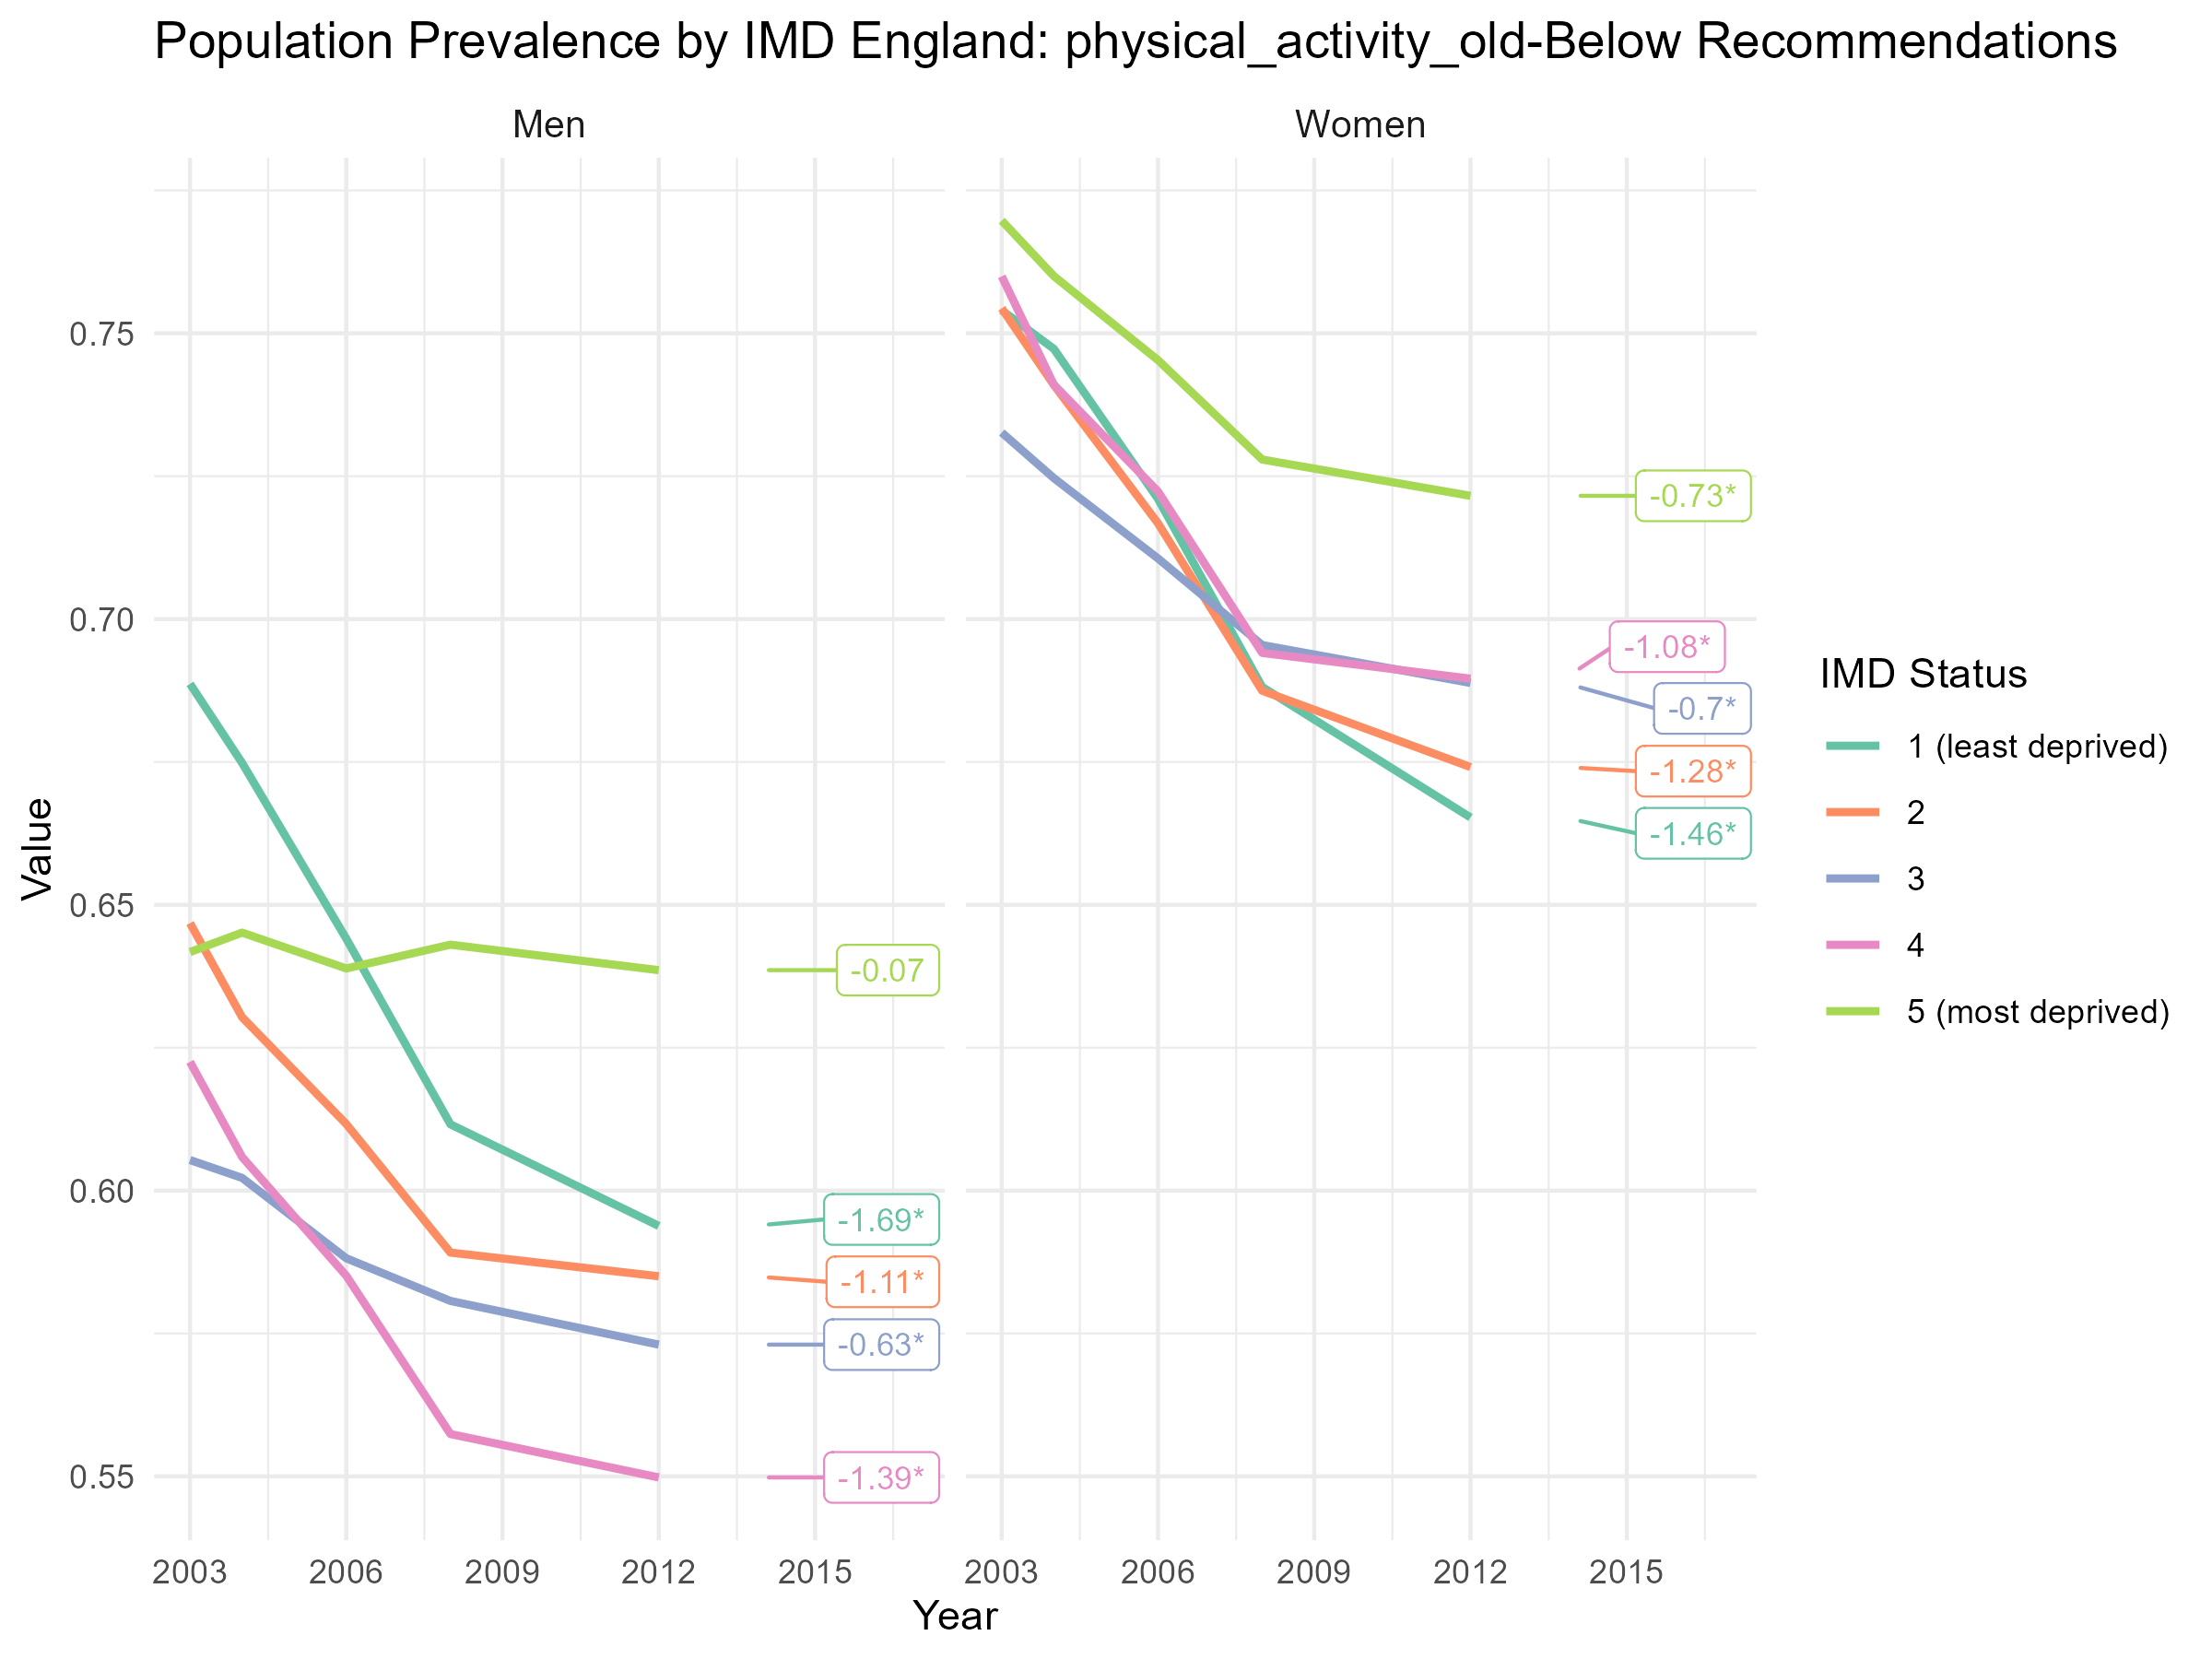 Population Prevalence by IMD England: physical_activity_old-Below Recommendations
Men
Women
0.75
0.70
0.65
0.60
0.55
Value
-0.07
-1.69*
-1.11*
-0.63*
-1.39*
-0.73*
-1.08*
-0.7*
-1.28*
-1.46*
2003 2006 2009 2012 2015
2003 2006 2009 2012 2015
Year
IMD Status
1 (least deprived)
2
3
4
5 (most deprived)